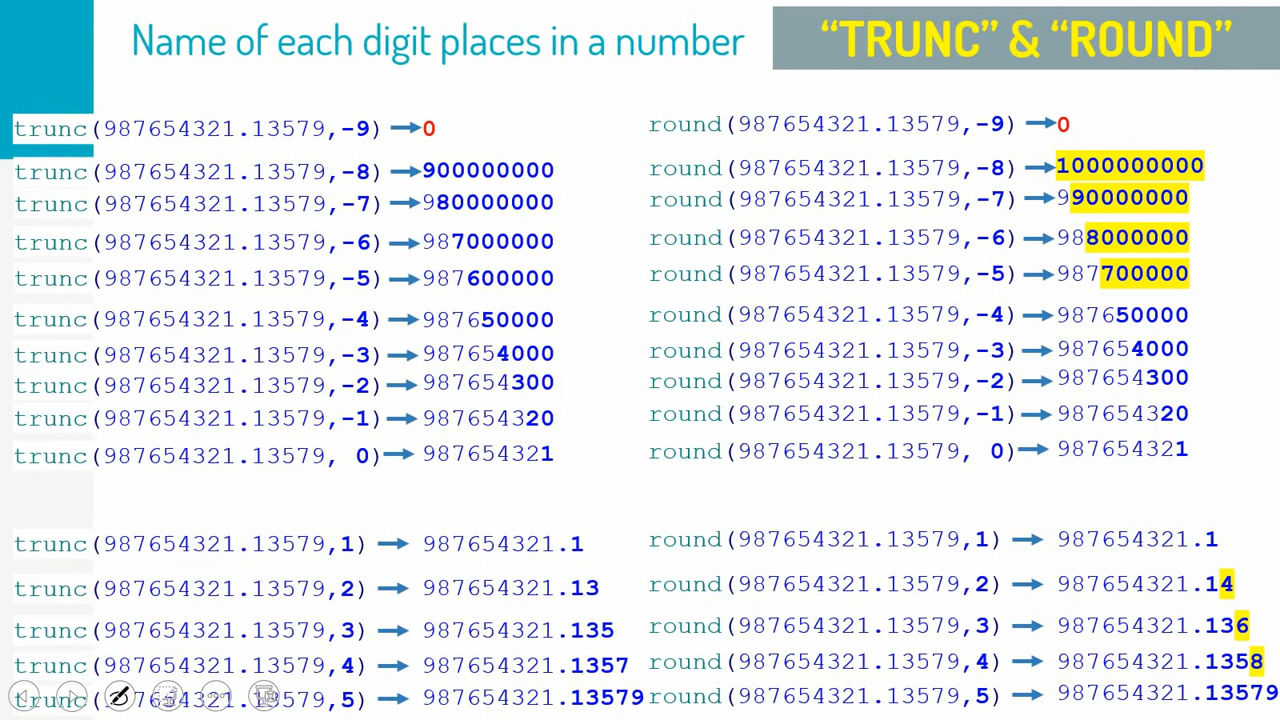 Name of each digit places in a number
“TRUNC” & “ROUND”
trunc(987654321.13579,-9) → 0
trunc(987654321.13579,-8) → 900000000
trunc(987654321.13579,-7) → 980000000
trunc(987654321.13579,-6) → 987000000
trunc(987654321.13579,-5) → 987600000
trunc(987654321.13579,-4) → 987650000
trunc(987654321.13579,-3) → 987654000
trunc(987654321.13579,-2) → 987654300
trunc(987654321.13579,-1) → 987654320
trunc(987654321.13579, 0) → 987654321
trunc(987654321.13579,1) → 987654321.1
trunc(987654321.13579,2) → 987654321.13
trunc(987654321.13579,3) → 987654321.135
trunc(987654321.13579,4) → 987654321.1357
trunc(987654321.13579,5) → 987654321.13579
round(987654321.13579,-9) → 0
round(987654321.13579,-8) → 1000000000
round(987654321.13579,-7) → 990000000
round(987654321.13579,-6) → 988000000
round(987654321.13579,-5) → 987700000
round(987654321.13579,-4) → 987650000
round(987654321.13579,-3) → 987654000
round(987654321.13579,-2) → 987654300
round(987654321.13579,-1) → 987654320
round(987654321.13579, 0) → 987654321
round(987654321.13579,1) → 987654321.1
round(987654321.13579,2) → 987654321.14
round(987654321.13579,3) → 987654321.136
round(987654321.13579,4) → 987654321.1358
round(987654321.13579,5) → 987654321.13579